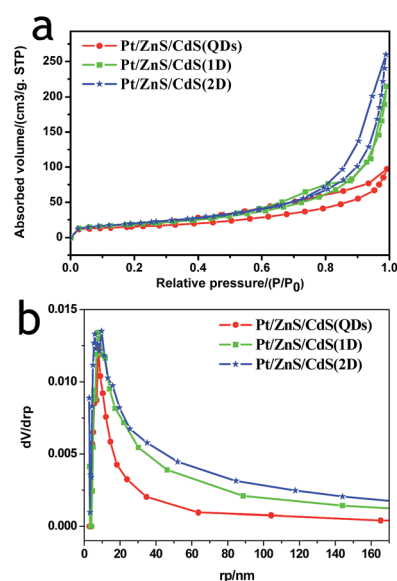 a
Pt/ZnS/CdS(QDs)
Pt/ZnS/CdS(1D)
Pt/ZnS/CdS(2D)
Absorbed volume/(cm3/g. STP)
250
200
150
100
50
0
0.0 0.2 0.4 0.6 0.8 1.0
Relative pressure/(P/P0)
b
Pt/ZnS/CdS(QDs)
Pt/ZnS/CdS(1D)
Pt/ZnS/CdS(2D)
dV/drp
0.015
0.010
0.005
0.000
0 20 40 60 80 100 120 140 160
rp/nm